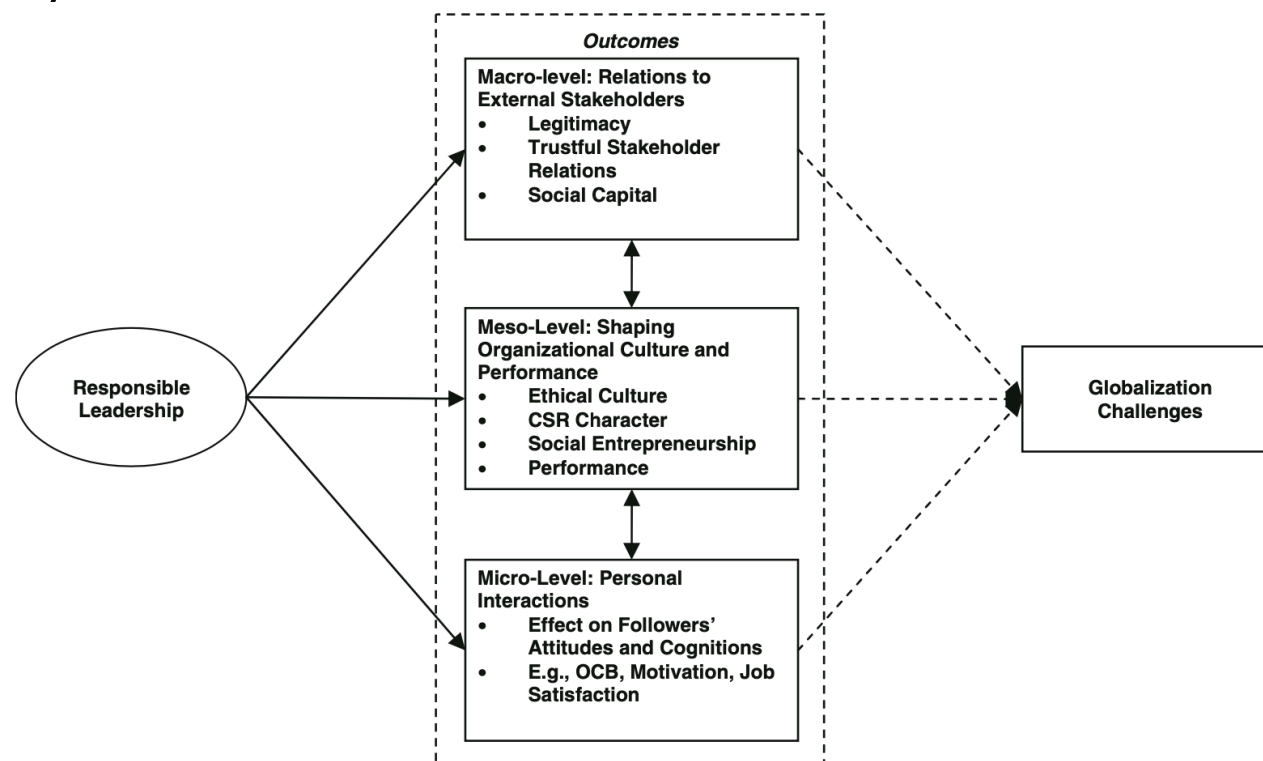 Outcomes
Macro-level: Relations to
External Stakeholders
• Legitimacy
• Trustful Stakeholder
Relations
• Social Capital
Meso-Level: Shaping
Organizational Culture and
Performance
• Ethical Culture
• CSR Character
• Social Entrepreneurship
• Performance
Micro-Level: Personal
Interactions
• Effect on Followers’
Attitudes and Cognitions
• E.g., OCB, Motivation, Job
Satisfaction
Responsible
Leadership
Globalization
Challenges